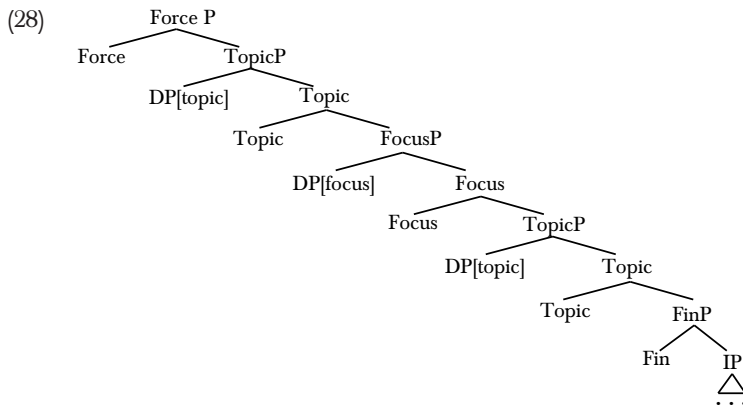 (28) Force P
Force TopicP
DP[topic] Topic
Topic FocusP
DP[focus] Focus
Focus TopicP
DP[topic] Topic
Topic FinP
Fin IP
. . .